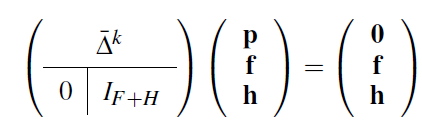 Δ̄ᵏ p 0
f = f
0 I_{F+H} h h